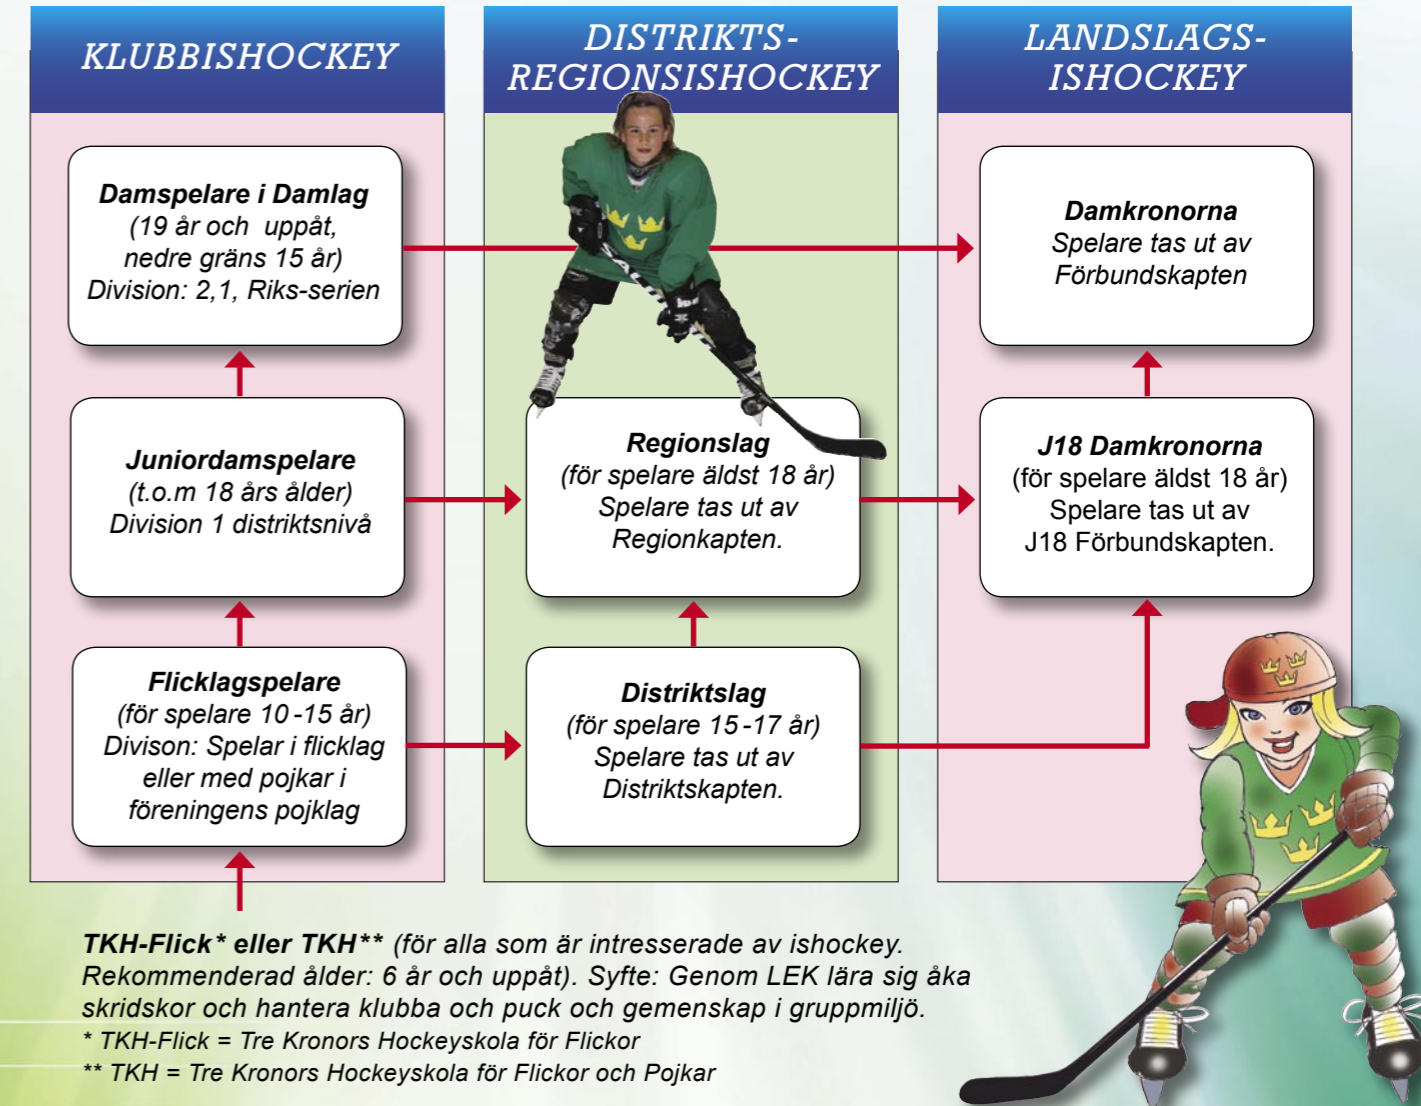 KLUBBISHOCKEY
DISTRIKTS-
REGIONSISHOCKEY
LANDSLAGS-
ISHOCKEY
Damspelare i Damlag
(19 år och uppåt,
nedre gräns 15 år)
Division: 2,1, Riks-serien
Damkronorna
Spelare tas ut av
Förbundskapten
Juniordamspelare
(t.o.m 18 års ålder)
Division 1 distriktsnivå
Regionslag
(för spelare äldst 18 år)
Spelare tas ut av
Regionkapten.
J18 Damkronorna
(för spelare äldst 18 år)
Spelare tas ut av
J18 Förbundskapten.
Flicklagspelare
(för spelare 10-15 år)
Divison: Spelar i flicklag
eller med pojkar i
föreningens pojklag
Distriktslag
(för spelare 15-17 år)
Spelare tas ut av
Distriktskapten.
TKH-Flick* eller TKH** (för alla som är intresserade av ishockey.
Rekommenderad ålder: 6 år och uppåt). Syfte: Genom LEK lära sig åka
skridskor och hantera klubba och puck och gemenskap i gruppmiljö.
* TKH-Flick = Tre Kronors Hockeyskola för Flickor
** TKH = Tre Kronors Hockeyskola för Flickor och Pojkar